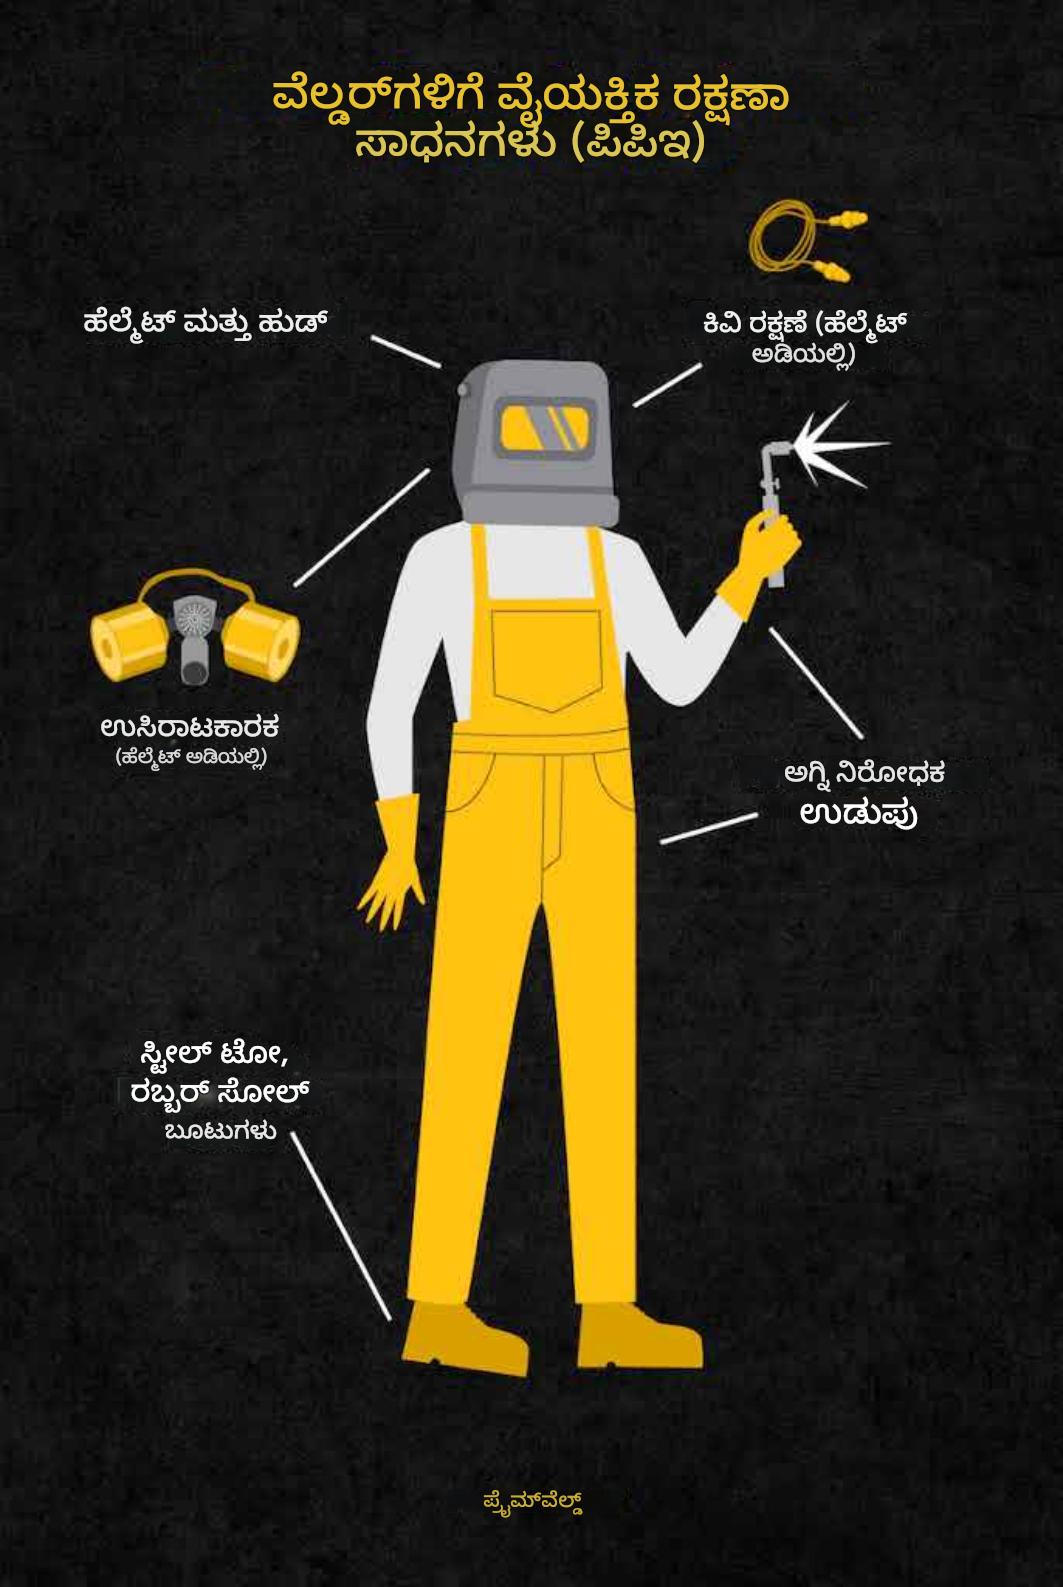 ವೆಲ್ಡರ್‌ಗಳಿಗೆ ವೈಯಕ್ತಿಕ ರಕ್ಷಣಾ
ಸಾಧನಗಳು (ಪಿಪಿಇ)
ಹೆಲ್ಮೆಟ್ ಮತ್ತು ಹುಡ್
ಕಿವಿ ರಕ್ಷಣೆ (ಹೆಲ್ಮೆಟ್
ಅಡಿಯಲ್ಲಿ)
ಉಸಿರಾಟಕಾರಕ
(ಹೆಲ್ಮೆಟ್ ಅಡಿಯಲ್ಲಿ)
ಅಗ್ನಿ ನಿರೋಧಕ
ಉಡುಪು
ಸ್ಟೀಲ್ ಟೋ,
ರಬ್ಬರ್ ಸೋಲ್
ಬೂಟುಗಳು
ಪ್ರೈಮ್‌ವೆಲ್ಡ್